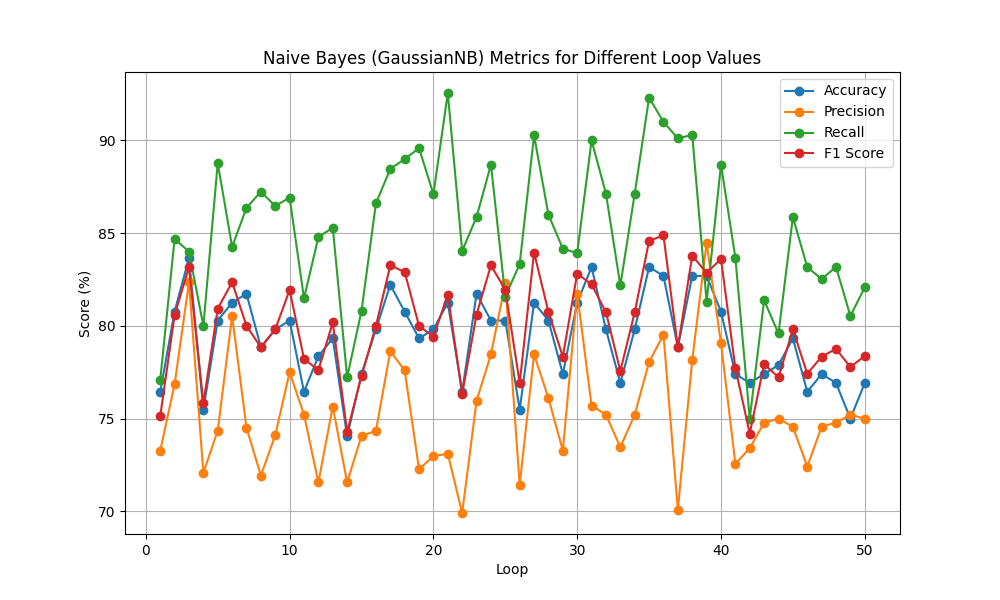 Naive Bayes (GaussianNB) Metrics for Different Loop Values
Accuracy
Precision
Recall
F1 Score
90
85
80
75
70
Score (%)
0 10 20 30 40 50
Loop